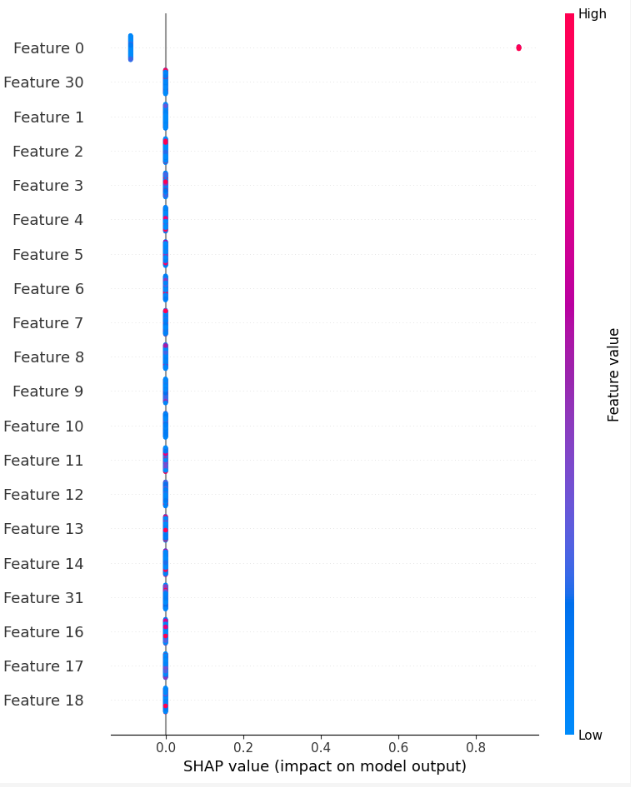 High
Feature 0
Feature 30
Feature 1
Feature 2
Feature 3
Feature 4
Feature 5
Feature 6
Feature 7
Feature 8
Feature 9
Feature 10
Feature 11
Feature 12
Feature 13
Feature 14
Feature 31
Feature 16
Feature 17
Feature 18
Feature value
Low
0.0 0.2 0.4 0.6 0.8
SHAP value (impact on model output)